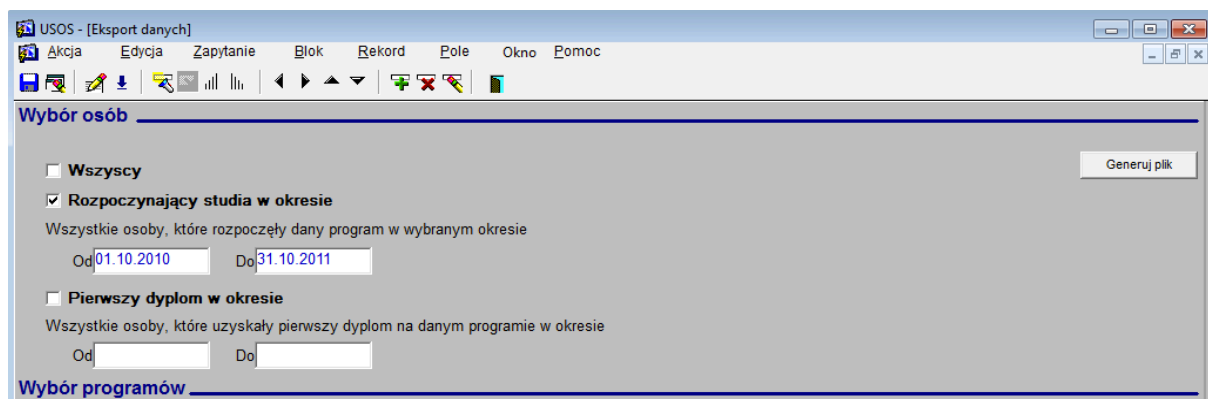 USOS - [Eksport danych]
Akcja Edycja Zapytanie Blok Rekord Pole Okno Pomoc
Wybór osób
Wszyscy
Generuj plik
Rozpoczynający studia w okresie
Wszystkie osoby, które rozpoczęły dany program w wybranym okresie
Od 01.10.2010 Do 31.10.2011
Pierwszy dyplom w okresie
Wszystkie osoby, które uzyskały pierwszy dyplom na danym programie w okresie
Od Do
Wybór programów